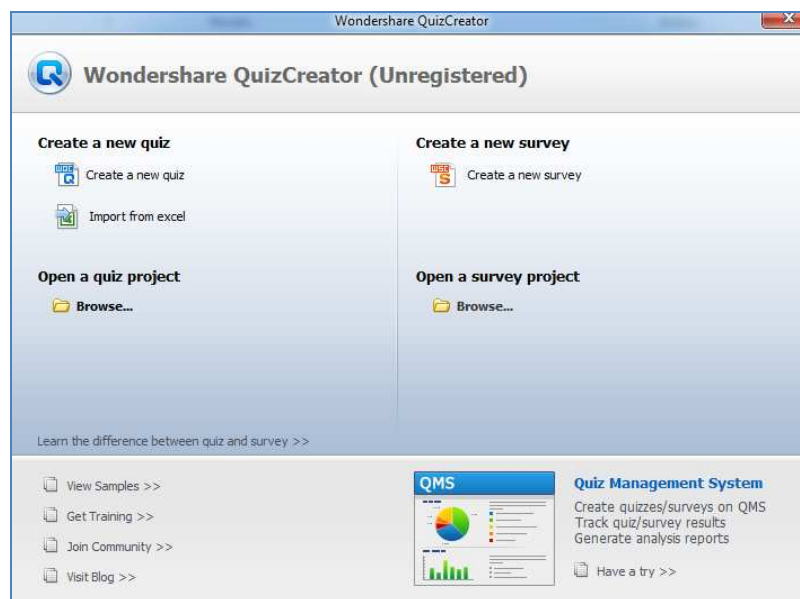 Wondershare QuizCreator
Wondershare QuizCreator (Unregistered)
Create a new quiz
Create a new quiz
Import from excel
Open a quiz project
Browse...
Create a new survey
Create a new survey
Open a survey project
Browse...
Learn the difference between quiz and survey >>
View Samples >>
Get Training >>
Join Community >>
Visit Blog >>
QMS
Quiz Management System
Create quizzes/surveys on QMS
Track quiz/survey results
Generate analysis reports
Have a try >>